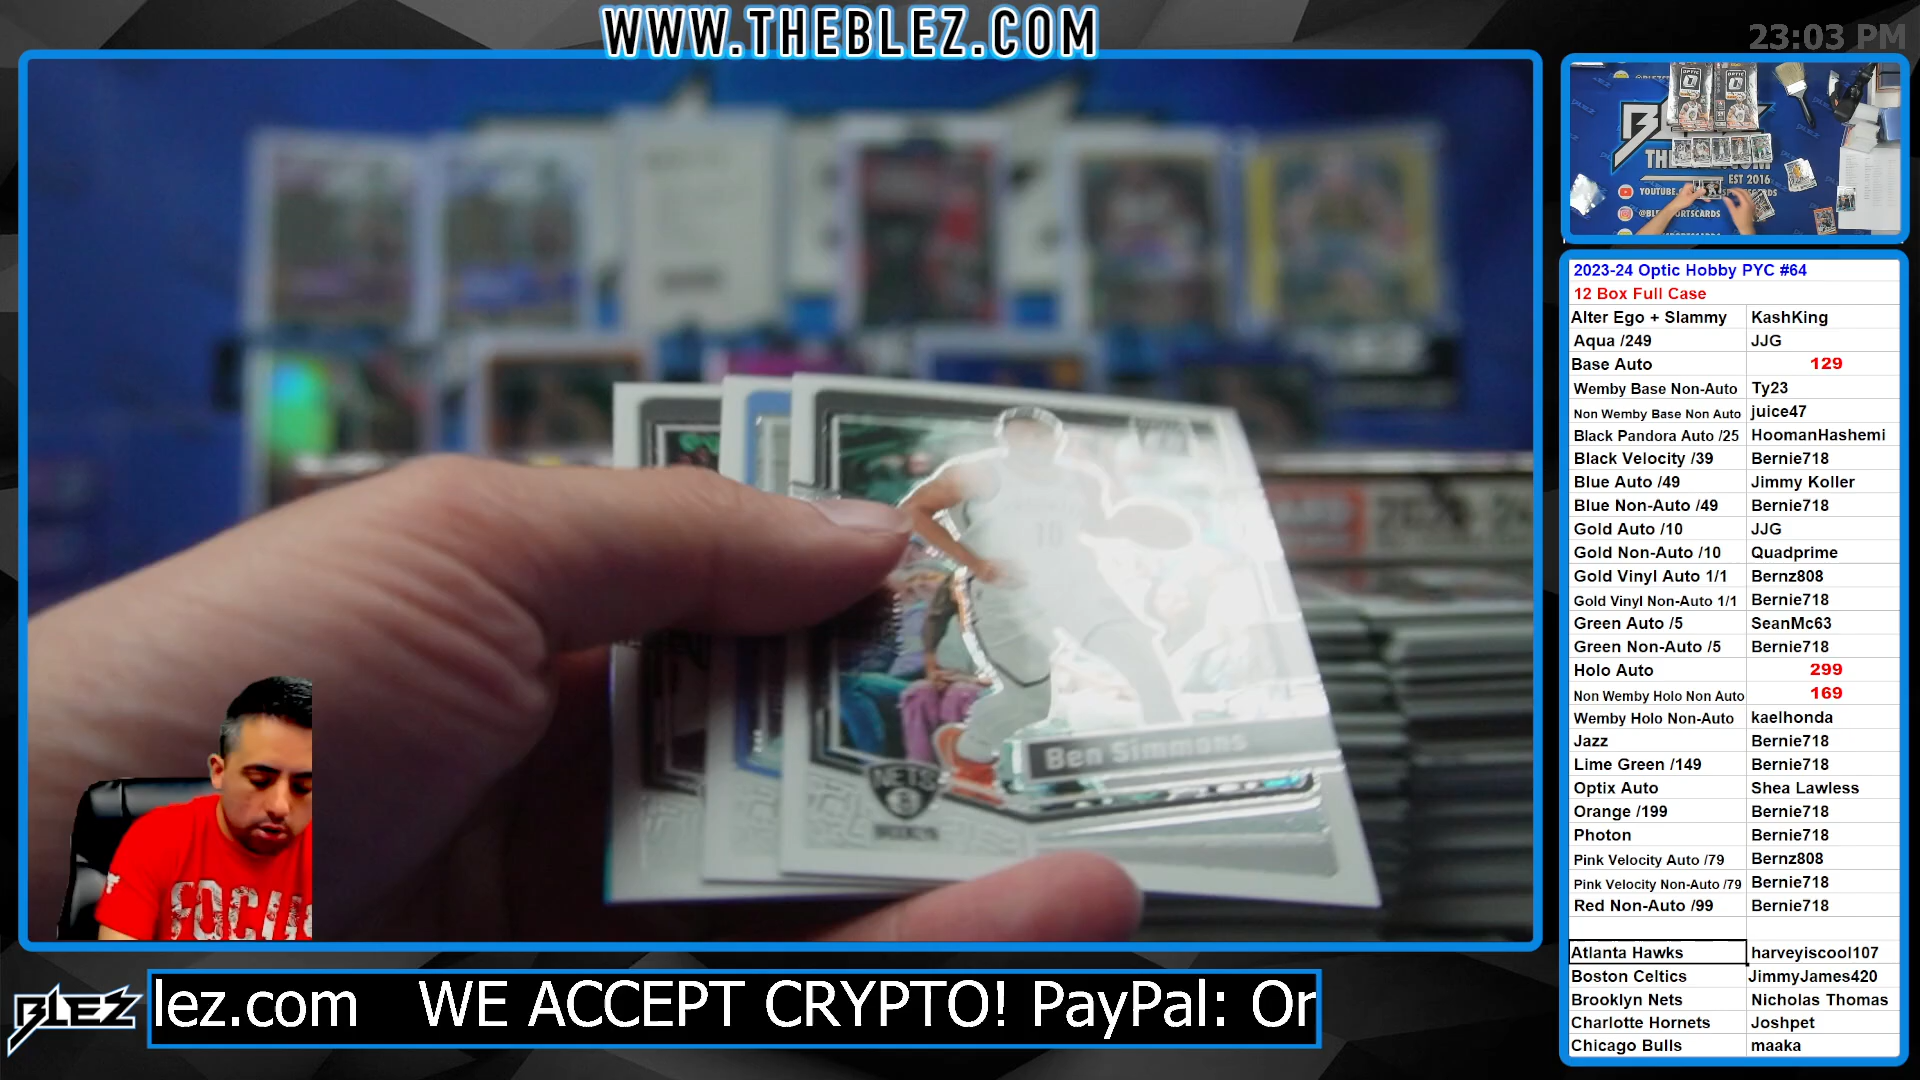 WWW.THEBLEZ.COM
23:03 PM
OPTIC
OPTIC
EST 2016
2023-24 Optic Hobby PYC #64
12 Box Full Case
Alter Ego + Slammy KashKing
Aqua /249 JJG
Base Auto 129
Wemby Base Non-Auto Ty23
Non Wemby Base Non Auto juice47
Black Pandora Auto /25 HoomanHashemi
Black Velocity /39 Bernie718
Blue Auto /49 Jimmy Koller
Blue Non-Auto /49 Bernie718
Gold Auto /10 JJG
Gold Non-Auto /10 Quadprime
Gold Vinyl Auto 1/1 Bernz808
Gold Vinyl Non-Auto 1/1 Bernie718
Green Auto /5 SeanMc63
Green Non-Auto /5 Bernie718
Holo Auto 299
Non Wemby Holo Non Auto 169
Wemby Holo Non-Auto kaelhonda
Jazz Bernie718
Lime Green /149 Bernie718
Optix Auto Shea Lawless
Orange /199 Bernie718
Photon Bernie718
Pink Velocity Auto /79 Bernz808
Pink Velocity Non-Auto /79 Bernie718
Red Non-Auto /99 Bernie718
Atlanta Hawks harveyiscool107
Boston Celtics JimmyJames420
Brooklyn Nets Nicholas Thomas
Charlotte Hornets Joshpet
Chicago Bulls maaka
10
Ben Simmons
NETS
FOCUS
BLEZ
lez.com WE ACCEPT CRYPTO! PayPal: Or